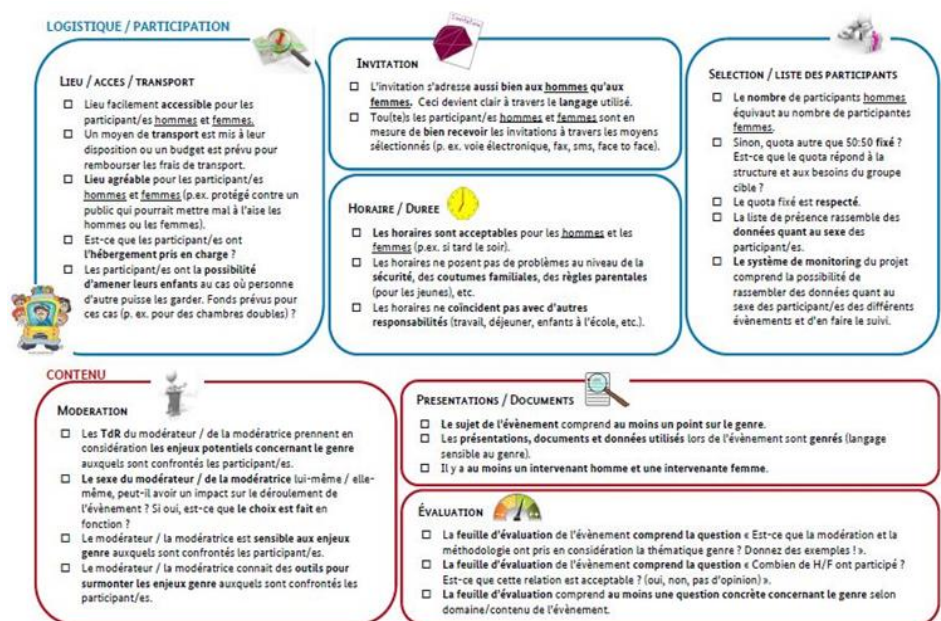 LOGISTIQUE / PARTICIPATION
LIEU / ACCES / TRANSPORT
☐ Lieu facilement accessible pour les
participant/es hommes et femmes.
☐ Un moyen de transport est mis à leur
disposition ou un budget est prévu pour
rembourser les frais de transport.
☐ Lieu agréable pour les participant/es
hommes et femmes (p.ex. protégé contre un
public qui pourrait mettre mal à l'aise les
hommes ou les femmes).
☐ Est-ce que les participant/es ont
l'hébergement pris en charge ?
☐ Les participant/es ont la possibilité
d'amener leurs enfants au cas où personne
d'autre puisse les garder. Fonds prévus pour
ces cas (p. ex. pour des chambres doubles) ?
INVITATION
☐ L'invitation s'adresse aussi bien aux hommes qu'aux
femmes. Ceci devient clair à travers le langage utilisé.
☐ Tou(te)s les participant/es hommes et femmes sont en
mesure de bien recevoir les invitations à travers les moyens
sélectionnés (p. ex. voie électronique, fax, sms, face to face).
HORAIRE / DUREE
☐ Les horaires sont acceptables pour les hommes et les
femmes (p.ex. si tard le soir).
☐ Les horaires ne posent pas de problèmes au niveau de la
sécurité, des coutumes familiales, des règles parentales
(pour les jeunes), etc.
☐ Les horaires ne coïncident pas avec d'autres
responsabilités (travail, déjeuner, enfants à l'école, etc.).
SELECTION / LISTE DES PARTICIPANTS
☐ Le nombre de participants hommes
équivaut au nombre de participantes
femmes.
☐ Sinon, quota autre que 50:50 fixé ?
Est-ce que le quota répond à la
structure et aux besoins du groupe
cible ?
☐ Le quota fixé est respecté.
☐ La liste de présence rassemble des
données quant au sexe des
participant/es.
☐ Le système de monitoring du projet
comprend la possibilité de
rassembler des données quant au
sexe des participant/es des différents
évènements et d'en faire le suivi.
CONTENU
MODERATION
☐ Les TdR du modérateur / de la modératrice prennent en
considération les enjeux potentiels concernant le genre
auxquels sont confrontés les participant/es.
☐ Le sexe du modérateur / de la modératrice lui-même / elle-
même, peut-il avoir un impact sur le déroulement de
l'évènement ? Si oui, est-ce que le choix est fait en
fonction ?
☐ Le modérateur / la modératrice est sensible aux enjeux
genre auxquels sont confrontés les participant/es.
☐ Le modérateur / la modératrice connait des outils pour
surmonter les enjeux genre auxquels sont confrontés les
participant/es.
PRESENTATIONS / DOCUMENTS
☐ Le sujet de l'évènement comprend au moins un point sur le genre.
☐ Les présentations, documents et données utilisés lors de l'évènement sont genrés (langage
sensible au genre).
☐ Il y a au moins un intervenant homme et une intervenante femme.
ÉVALUATION
☐ La feuille d'évaluation de l'évènement comprend la question « Est-ce que la modération et la
méthodologie ont pris en considération la thématique genre ? Donnez des exemples ! ».
☐ La feuille d'évaluation de l'évènement comprend la question « Combien de H/F ont participé ?
Est-ce que cette relation est acceptable ? (oui, non, pas d'opinion) ».
☐ La feuille d'évaluation comprend au moins une question concrète concernant le genre selon
domaine/contenu de l'évènement.